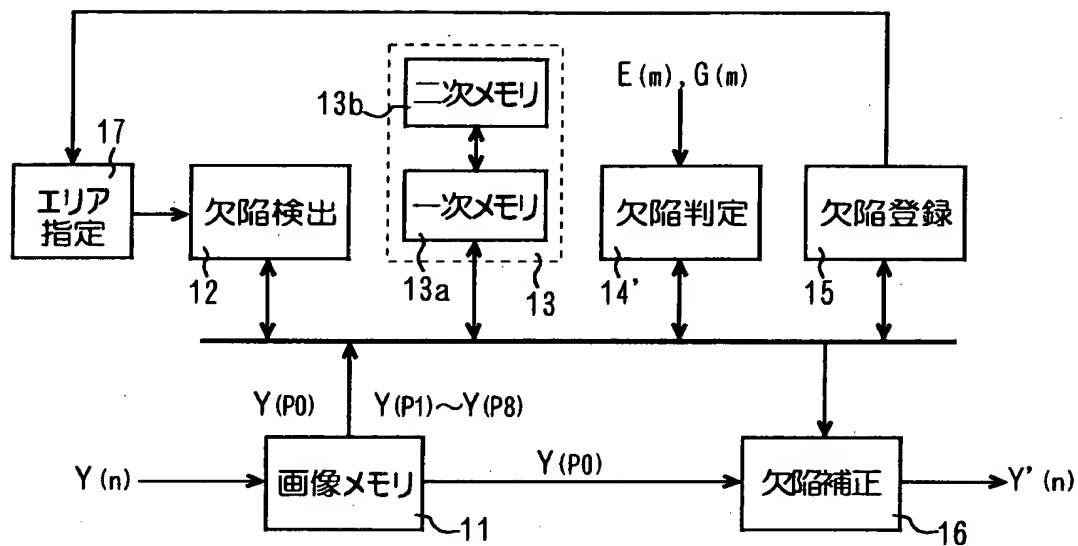 E(m), G(m)
13b
二次メモリ
17
エリア
指定
欠陥検出
12
一次メモリ
13a
13
欠陥判定
14'
欠陥登録
15
Y(P0)
Y(P1)～Y(P8)
Y(n)
画像メモリ
11
Y(P0)
欠陥補正
16
Y'(n)